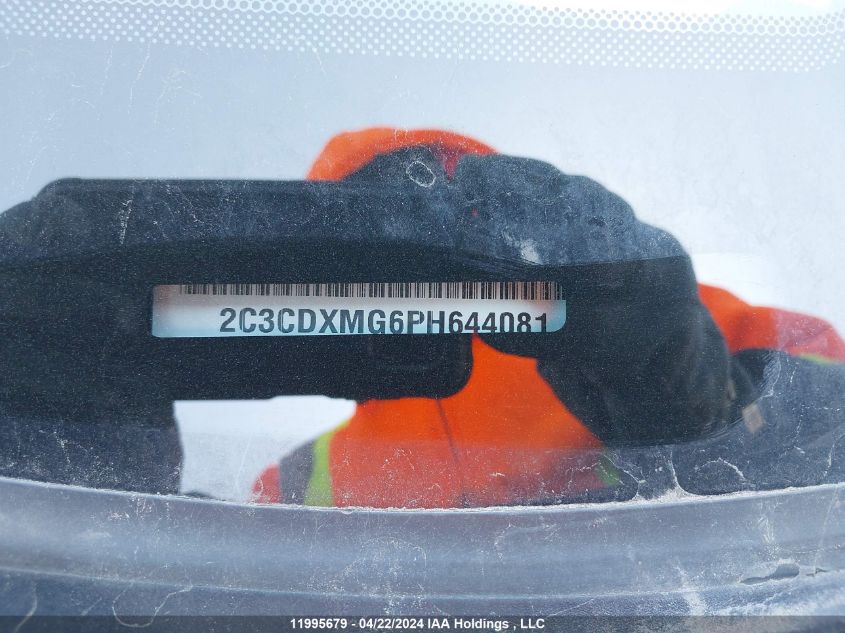 2C3CDXMG6PH644081
11995679 - 04/22/2024 IAA Holdings , LLC